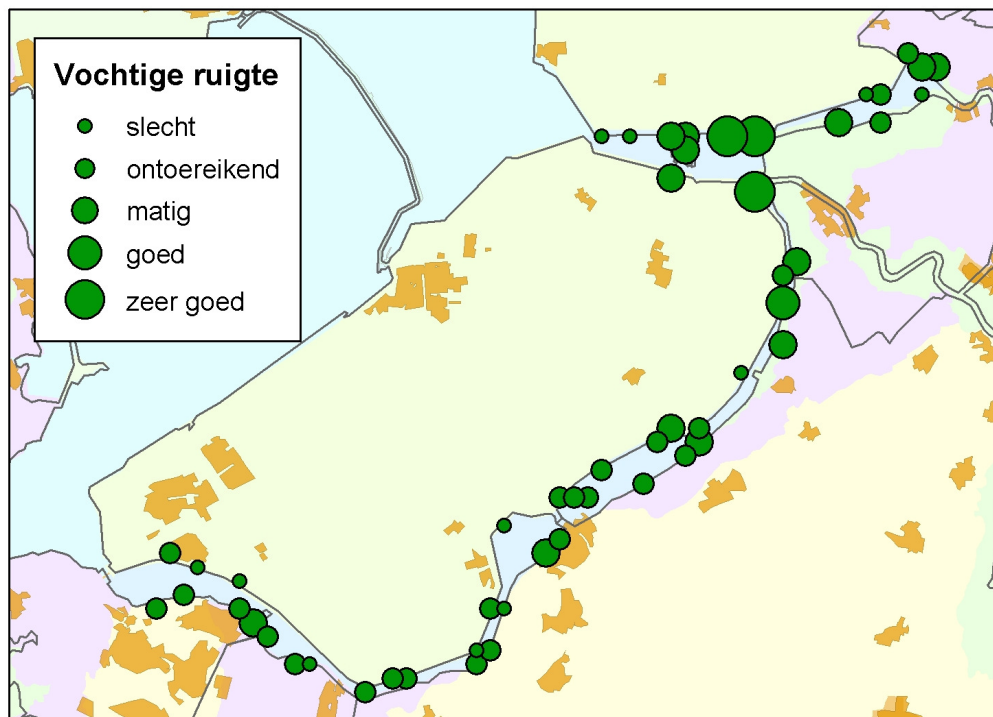 Vochtige ruigte
slecht
ontoereikend
matig
goed
zeer goed